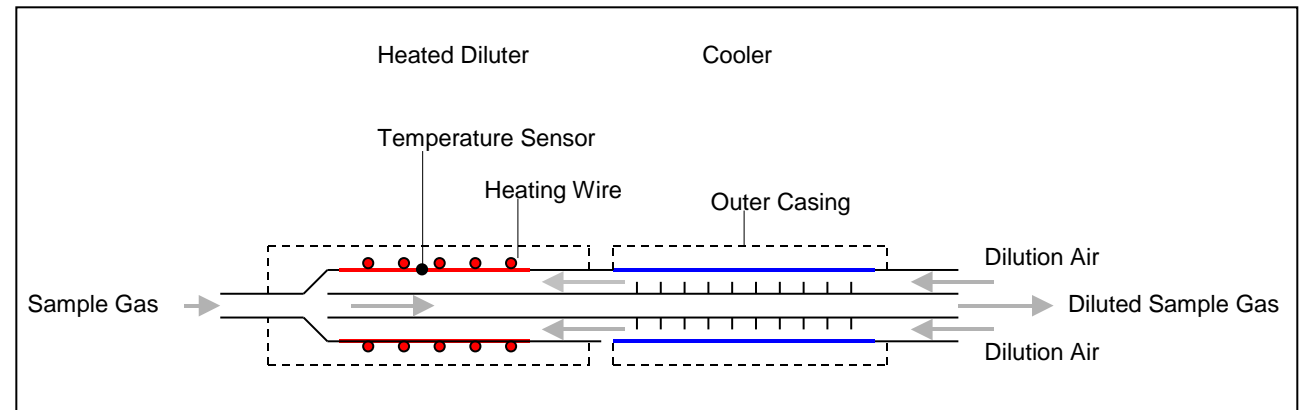 Heated Diluter
Cooler
Temperature Sensor
Heating Wire
Outer Casing
Dilution Air
Sample Gas
Diluted Sample Gas
Dilution Air